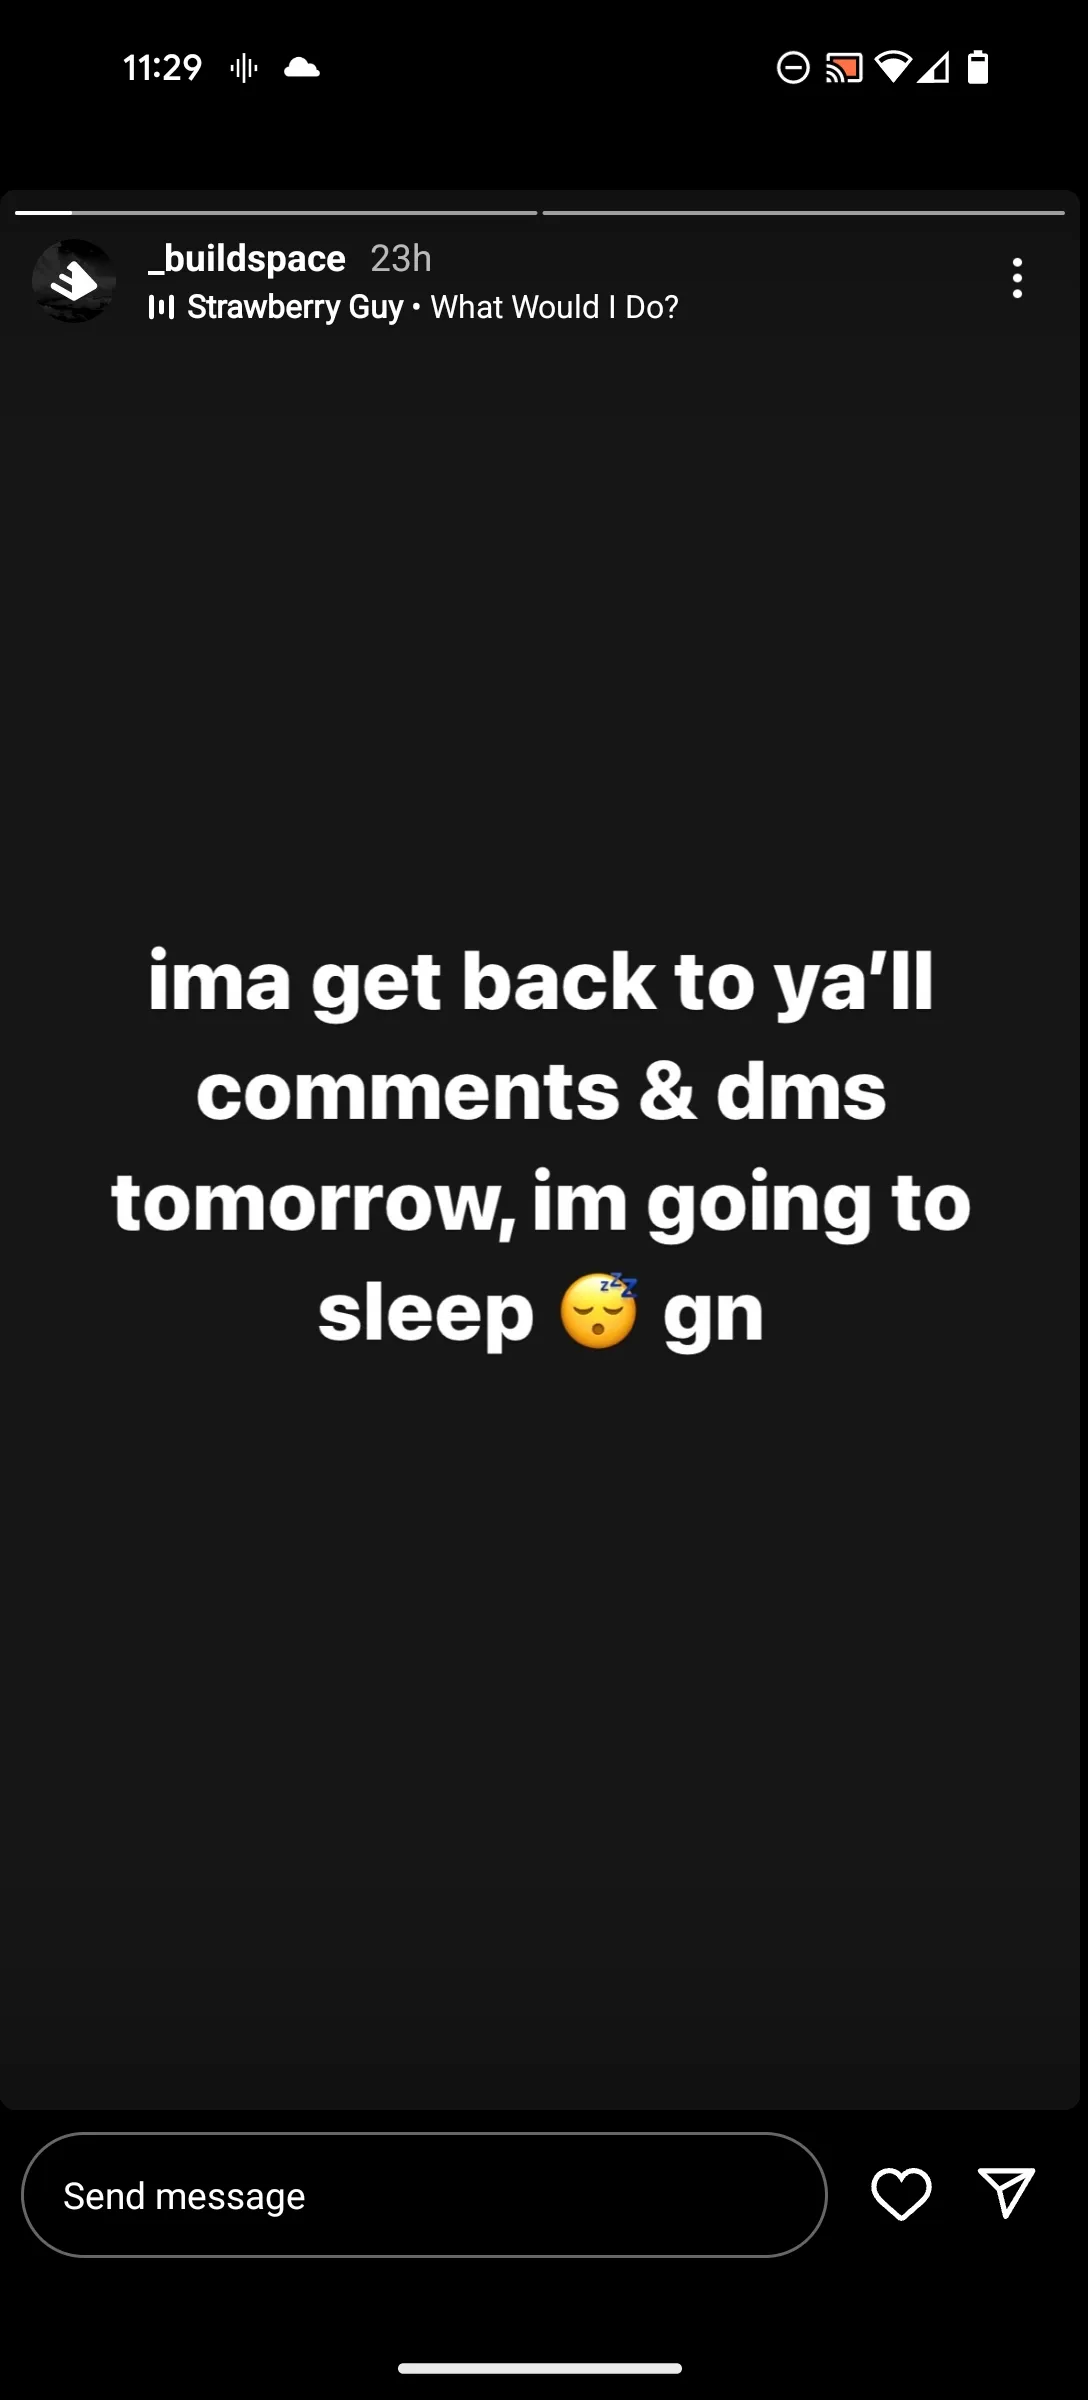 11:29
_buildspace 23h
Strawberry Guy • What Would I Do?
ima get back to ya’ll
comments & dms
tomorrow, im going to
sleep 😴 gn
Send message